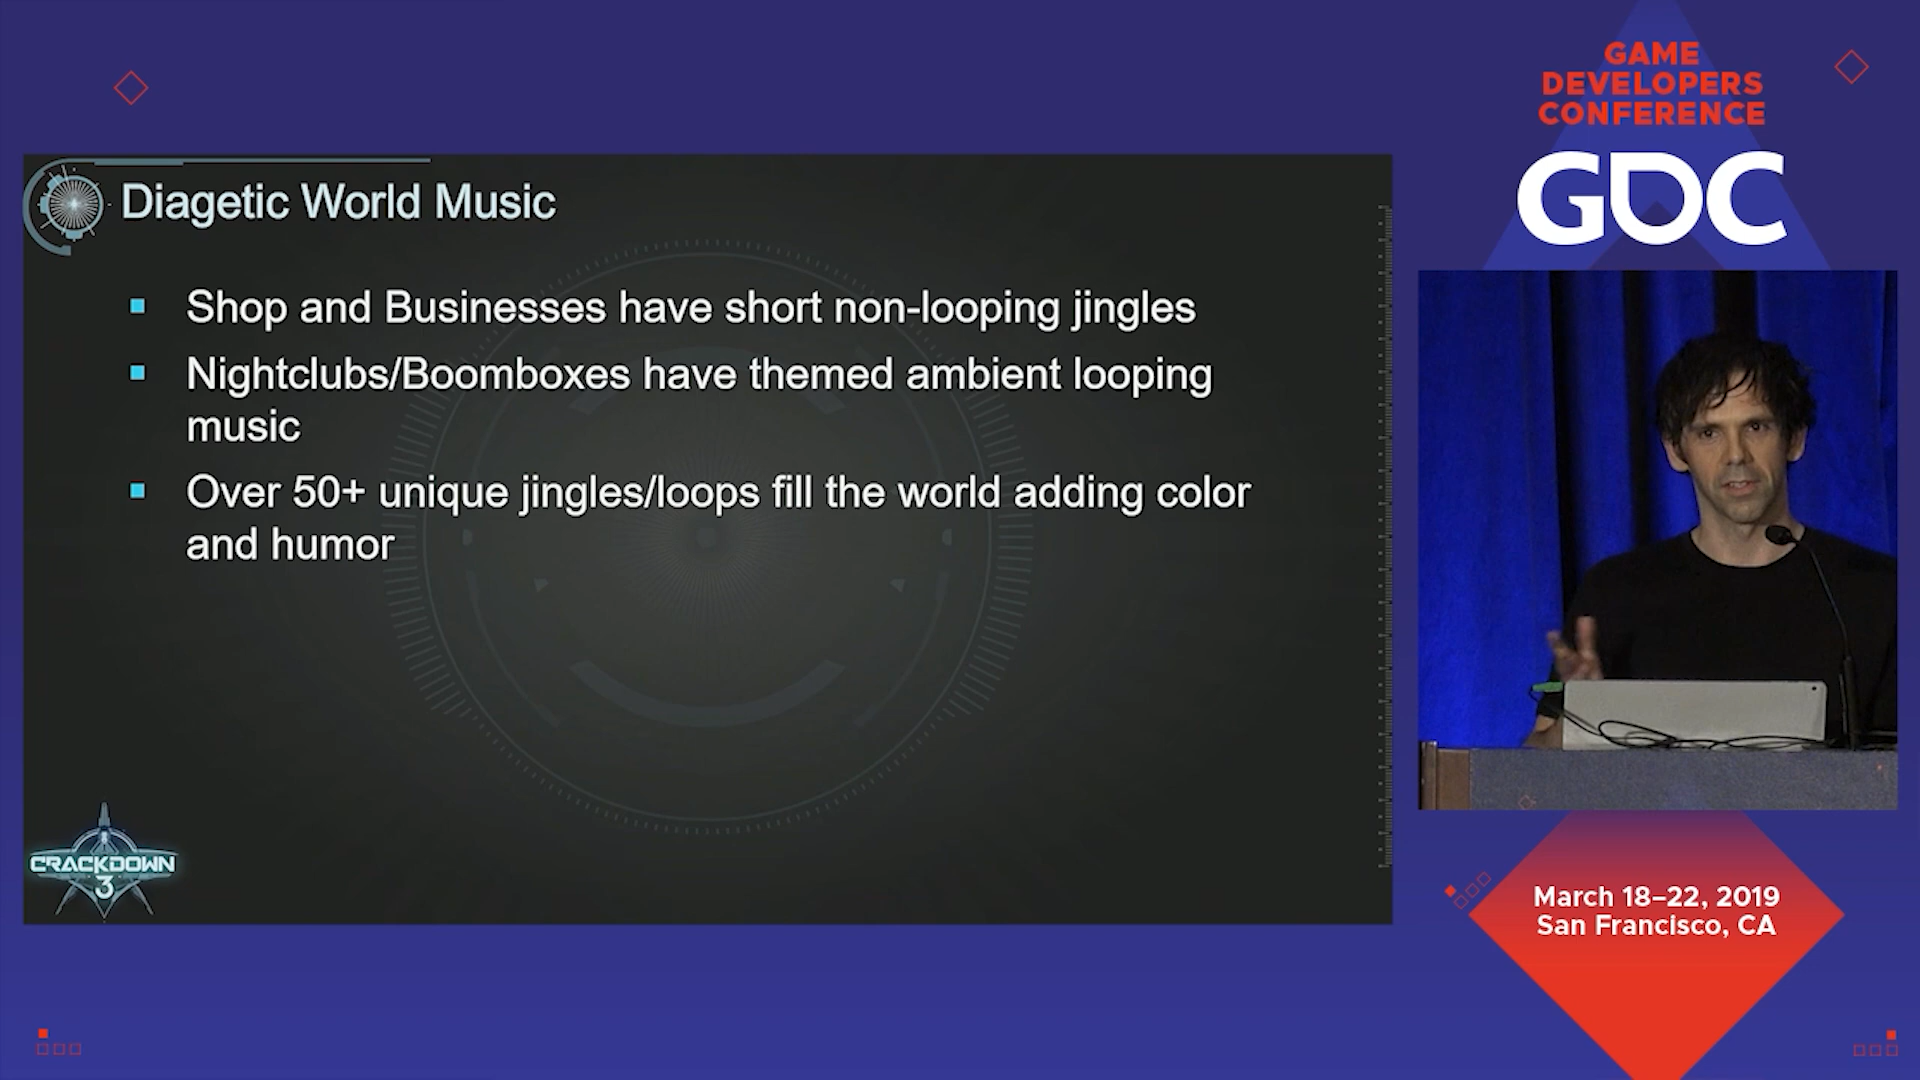 GAME
DEVELOPERS
CONFERENCE
GDC
Diagetic World Music
Shop and Businesses have short non-looping jingles
Nightclubs/Boomboxes have themed ambient looping
music
Over 50+ unique jingles/loops fill the world adding color
and humor
CRACKDOWN
3
March 18–22, 2019
San Francisco, CA